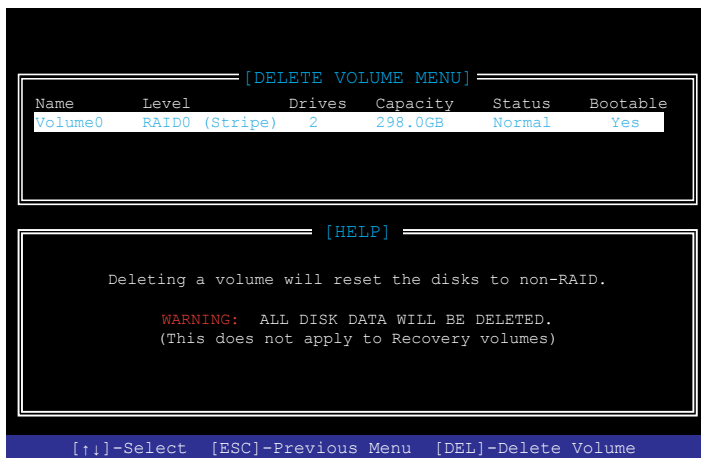 [DELETE VOLUME MENU]
Name Level Drives Capacity Status Bootable
Volume0 RAID0 (Stripe) 2 298.0GB Normal Yes
[HELP]
Deleting a volume will reset the disks to non-RAID.
WARNING: ALL DISK DATA WILL BE DELETED.
(This does not apply to Recovery volumes)
[↑↓]-Select [ESC]-Previous Menu [DEL]-Delete Volume